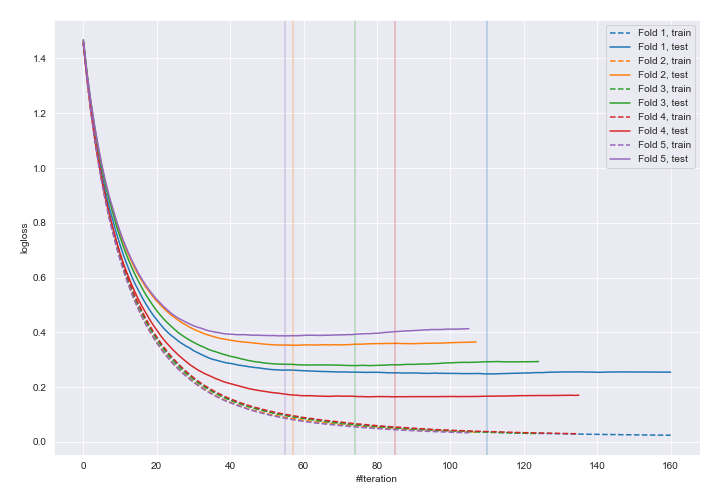 Fold 1, train
Fold 1, test
Fold 2, train
Fold 2, test
Fold 3, train
Fold 3, test
Fold 4, train
Fold 4, test
Fold 5, train
Fold 5, test
1.4
1.2
1.0
0.8
0.6
0.4
0.2
0.0
logloss
0 20 40 60 80 100 120 140 160
#Iteration